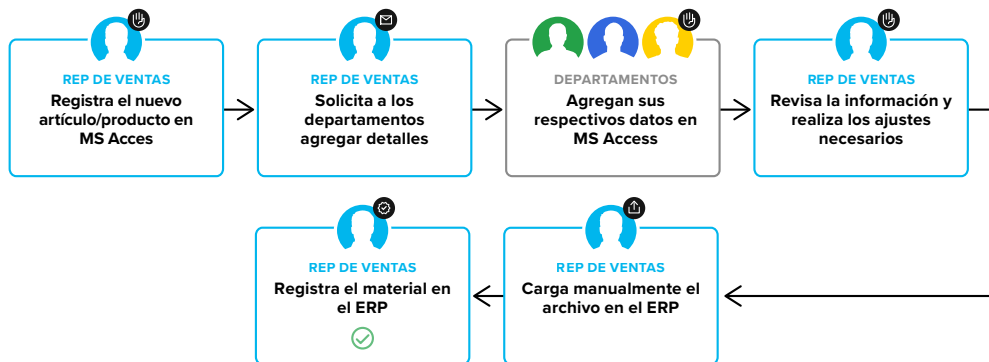 REP DE VENTAS
Registra el nuevo
artículo/producto en
MS Acces
REP DE VENTAS
Solicita a los
departamentos
agregar detalles
DEPARTAMENTOS
Agregan sus
respectivos datos en
MS Access
REP DE VENTAS
Revisa la información y
realiza los ajustes
necesarios
REP DE VENTAS
Registra el material en
el ERP
REP DE VENTAS
Carga manualmente el
archivo en el ERP